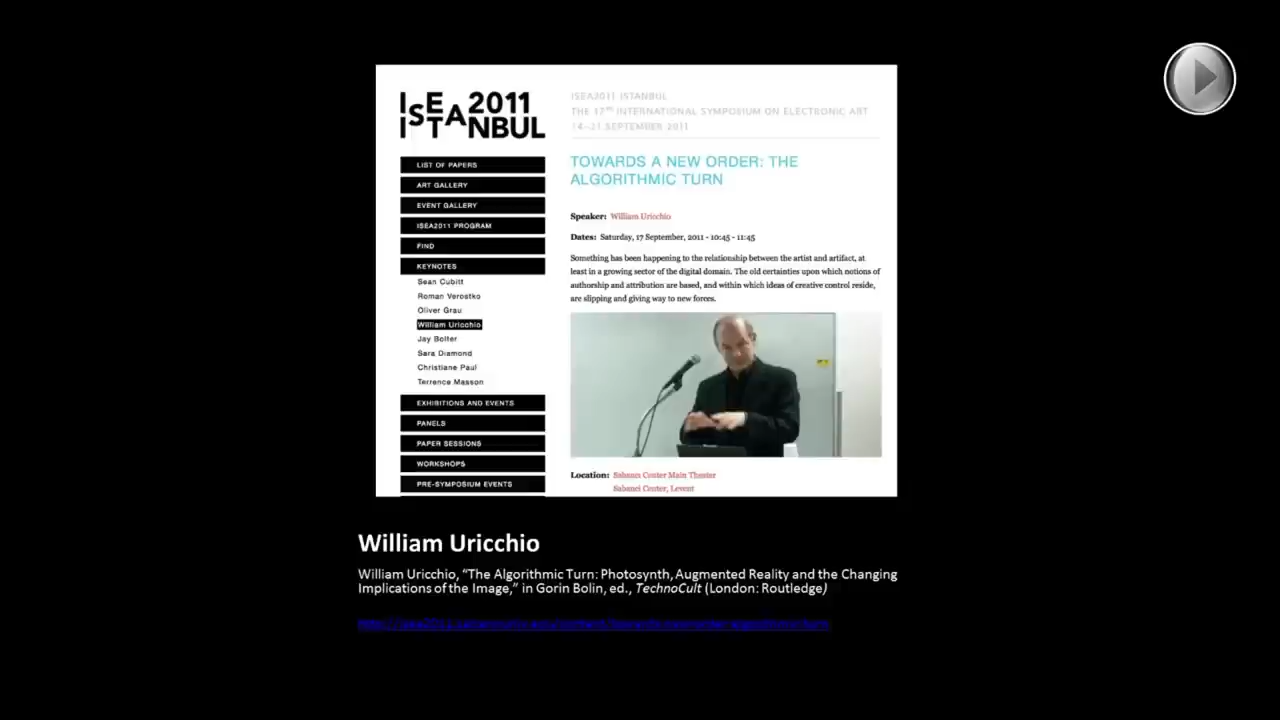 ISEA2011
ISTANBUL
ISEA2011 ISTANBUL
THE 17TH INTERNATIONAL SYMPOSIUM ON ELECTRONIC ART
14–21 SEPTEMBER 2011
LIST OF PAPERS
ART GALLERY
EVENT GALLERY
ISEA2011 PROGRAM
FIND
KEYNOTES
Sean Cubitt
Roman Verostko
Oliver Grau
William Uricchio
Jay Bolter
Sara Diamond
Christiane Paul
Terrence Masson
EXHIBITIONS AND EVENTS
PANELS
PAPER SESSIONS
WORKSHOPS
PRE-SYMPOSIUM EVENTS
TOWARDS A NEW ORDER: THE
ALGORITHMIC TURN
Speaker: William Uricchio
Dates: Saturday, 17 September, 2011 - 10:45 - 11:45
Something has been happening to the relationship between the artist and artifact, at
least in a growing sector of the digital domain. The old certainties upon which notions of
authorship and attribution are based, and within which ideas of creative control reside,
are slipping and giving way to new forces.
Location: Sabanci Center Main Theater
Sabanci Center, Levent
William Uricchio
William Uricchio, “The Algorithmic Turn: Photosynth, Augmented Reality and the Changing
Implications of the Image,” in Gorin Bolin, ed., TechnoCult (London: Routledge)